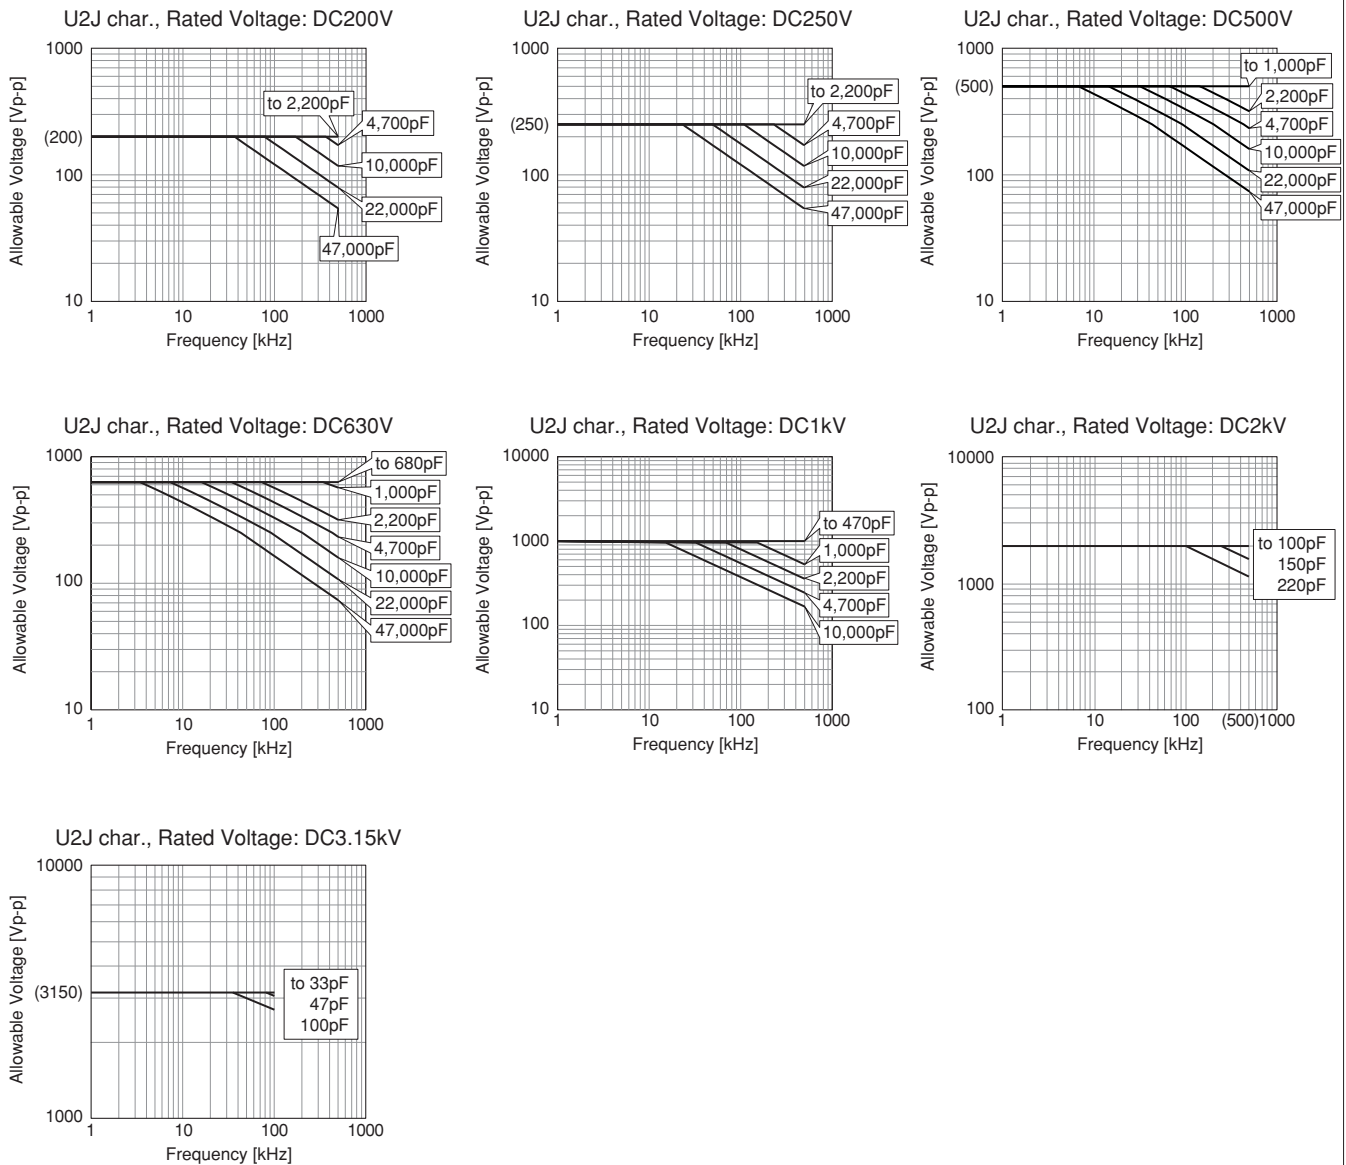 U2J char., Rated Voltage: DC200V
1000
(200)
100
10
1 10 100 1000
Allowable Voltage [Vp-p]
Frequency [kHz]
to 2,200pF
4,700pF
10,000pF
22,000pF
47,000pF
U2J char., Rated Voltage: DC250V
1000
(250)
100
10
1 10 100 1000
Allowable Voltage [Vp-p]
Frequency [kHz]
to 2,200pF
4,700pF
10,000pF
22,000pF
47,000pF
U2J char., Rated Voltage: DC500V
1000
(500)
100
10
1 10 100 1000
Allowable Voltage [Vp-p]
Frequency [kHz]
to 1,000pF
2,200pF
4,700pF
10,000pF
22,000pF
47,000pF
U2J char., Rated Voltage: DC630V
1000
100
10
1 10 100 1000
Allowable Voltage [Vp-p]
Frequency [kHz]
to 680pF
1,000pF
2,200pF
4,700pF
10,000pF
22,000pF
47,000pF
U2J char., Rated Voltage: DC1kV
10000
1000
100
10
1 10 100 1000
Allowable Voltage [Vp-p]
Frequency [kHz]
to 470pF
1,000pF
2,200pF
4,700pF
10,000pF
U2J char., Rated Voltage: DC2kV
10000
1000
100
1 10 100 (500)1000
Allowable Voltage [Vp-p]
Frequency [kHz]
to 100pF
150pF
220pF
U2J char., Rated Voltage: DC3.15kV
10000
(3150)
1000
1 10 100 1000
Allowable Voltage [Vp-p]
Frequency [kHz]
to 33pF
47pF
100pF